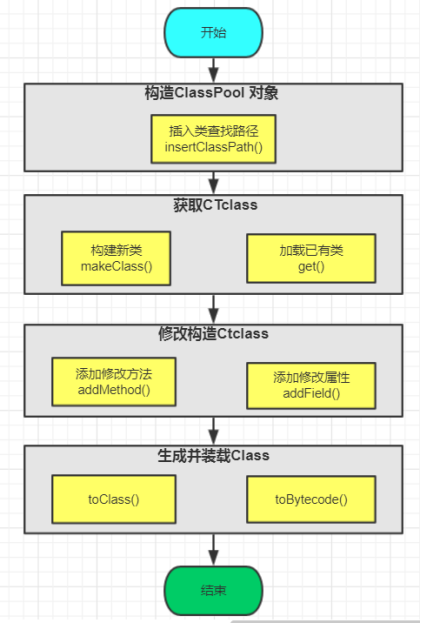 开始
构造ClassPool 对象
插入类查找路径
insertClassPath()
获取CTclass
构建新类
makeClass()
加载已有类
get()
修改构造Ctclass
添加修改方法
addMethod()
添加修改属性
addField()
生成并装载Class
toClass()
toBytecode()
结束